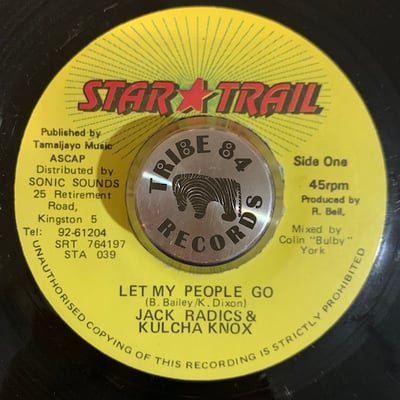 STAR★TRAIL
Published by
Tamaijayo Music
ASCAP
Distributed by
SONIC SOUNDS
25 Retirement
Road,
Kingston 5
Tel: 92-61204
SRT 764197
STA 039
TRIBE 84
RECORDS
Side One
45rpm
Produced by
R. Bell,
Mixed by
Colin "Bulby"
York
LET MY PEOPLE GO
(B. Bailey/K. Dixon)
JACK RADICS &
KULCHA KNOX
UNAUTHORISED COPYING OF THIS RECORDING IS STRICTLY PROHIBITED